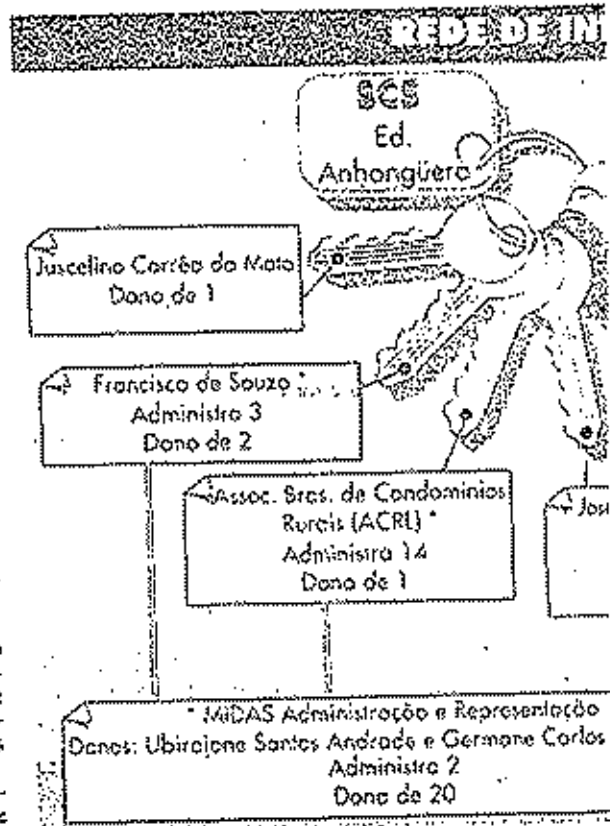 REDE DE IN
SCS
Ed.
Anhangüera
Juscelino Corrêa da Mata
Dono de 1
Francisco de Souza *
Administra 3
Dono de 2
Assoc. Bras. de Condomínios
Rurais (ACRL) *
Administra 14
Dono de 1
Josi
* MIDAS Administração e Representação
Donos: Ubirajane Santos Andrade e Germane Carlos
Administra 2
Dono de 20